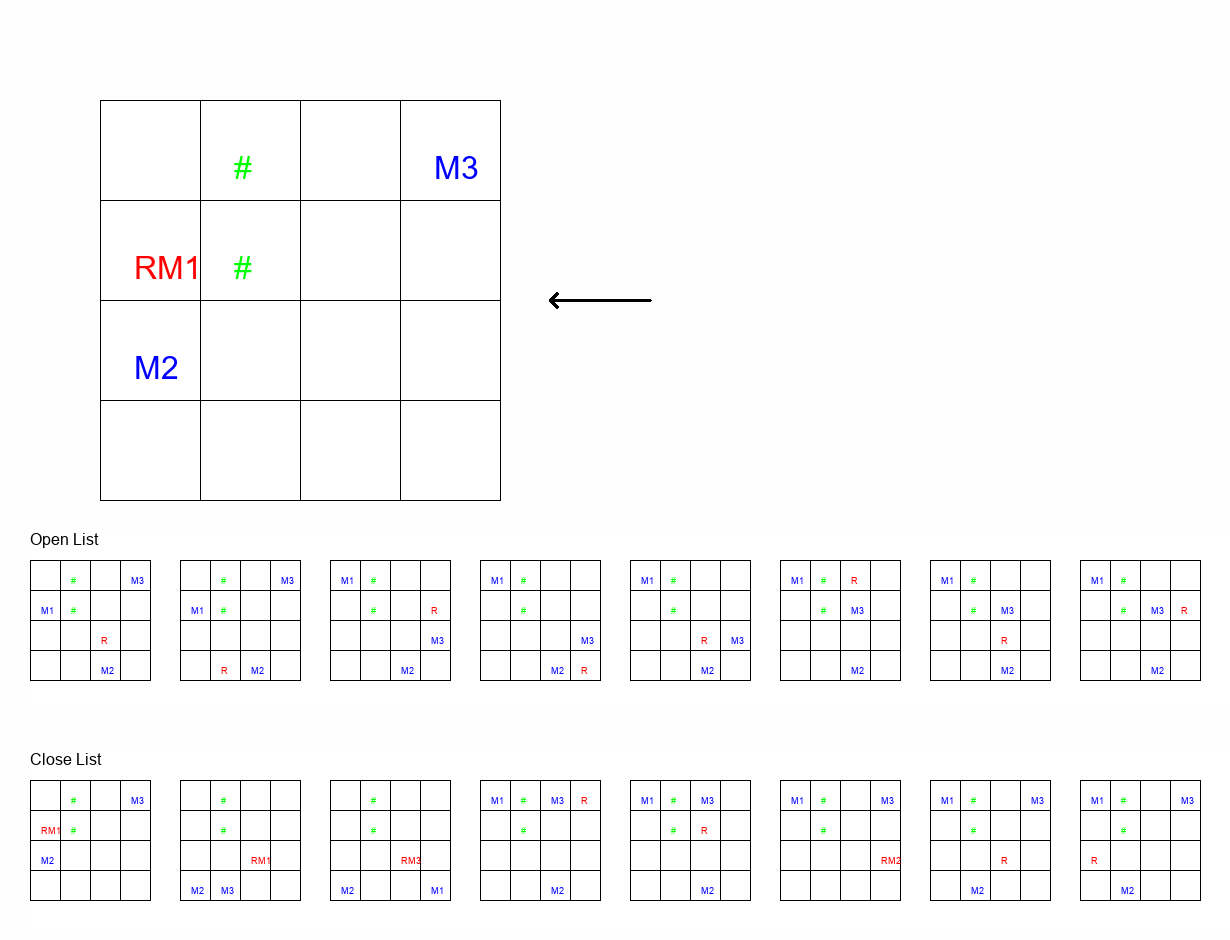 # M3
RM1 #
M2
Open List
# M3 # M3 M1 # M1 # M1 # M1 # R M1 # M1 #
M1 # M1 # # R # # # M3 # M3 # M3 R
R M3 M3 R M3 R
M2 R M2 M2 M2 R M2 M2 M2 M2
Close List
# M3 # # M1 # M3 R M1 # M3 M1 # M3 M1 # M3 M1 # M3
RM1 # # # # # R # # #
M2 RM1 RM3 RM2 R R
M2 M3 M2 M1 M2 M2 M2 M2